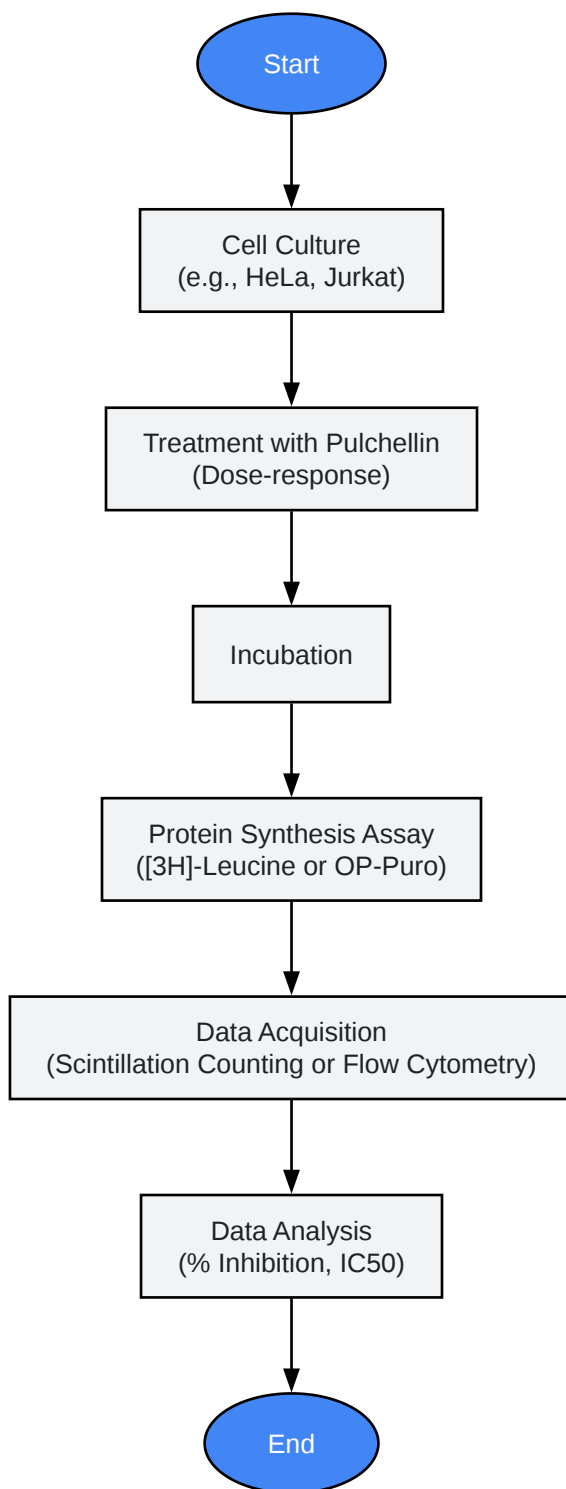 Start
Cell Culture
(e.g., HeLa, Jurkat)
Treatment with Pulchellin
(Dose-response)
Incubation
Protein Synthesis Assay
([3H]-Leucine or OP-Puro)
Data Acquisition
(Scintillation Counting or Flow Cytometry)
Data Analysis
(% Inhibition, IC50)
End